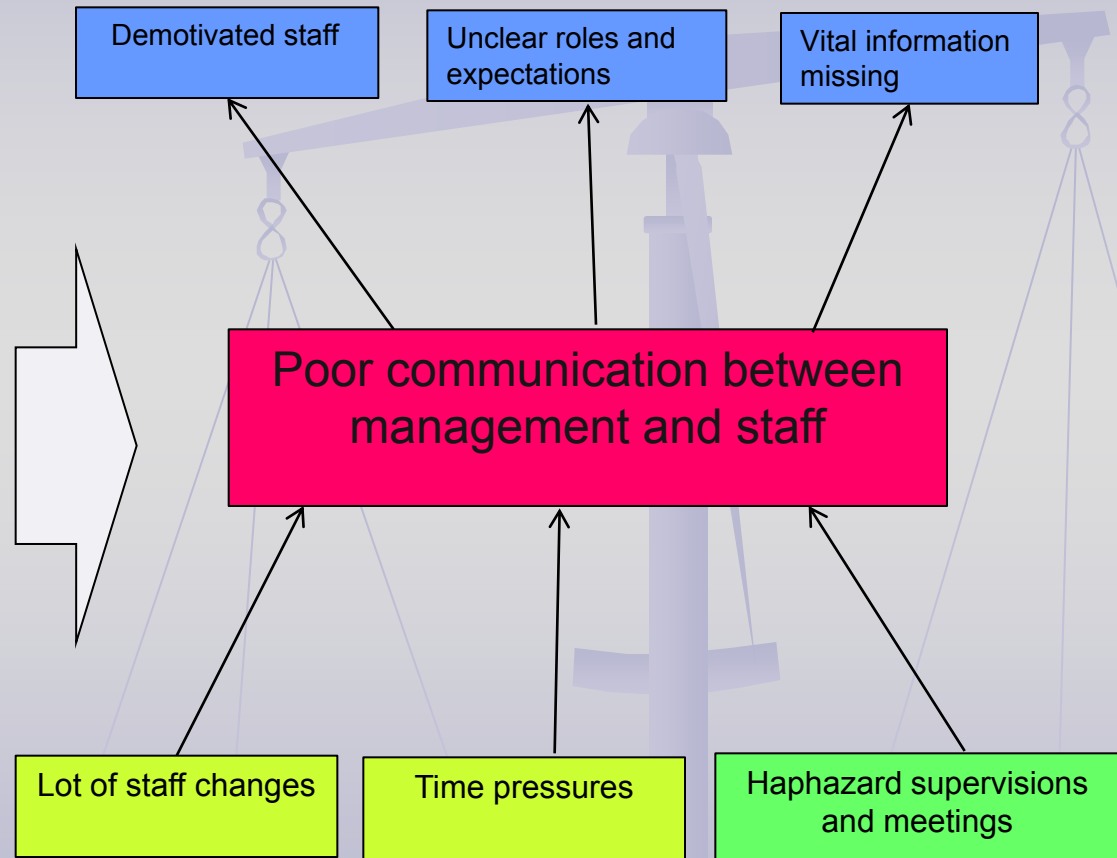 Demotivated staff
Unclear roles and
expectations
Vital information
missing
Poor communication between
management and staff
Lot of staff changes
Time pressures
Haphazard supervisions
and meetings